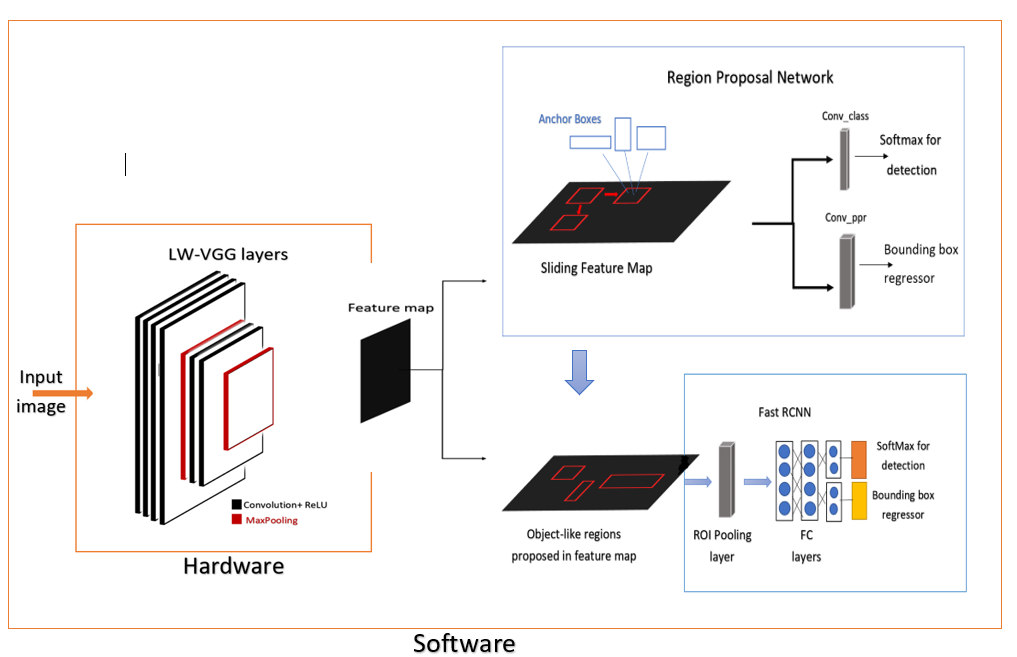 Region Proposal Network
Anchor Boxes
Conv_class
Softmax for
detection
Conv_ppr
Bounding box
regressor
Sliding Feature Map
LW-VGG layers
Feature map
Input
image
Convolution+ ReLU
MaxPooling
Hardware
Fast RCNN
SoftMax for
detection
Bounding box
regressor
Object-like regions
proposed in feature map
ROI Pooling
layer
FC
layers
Software